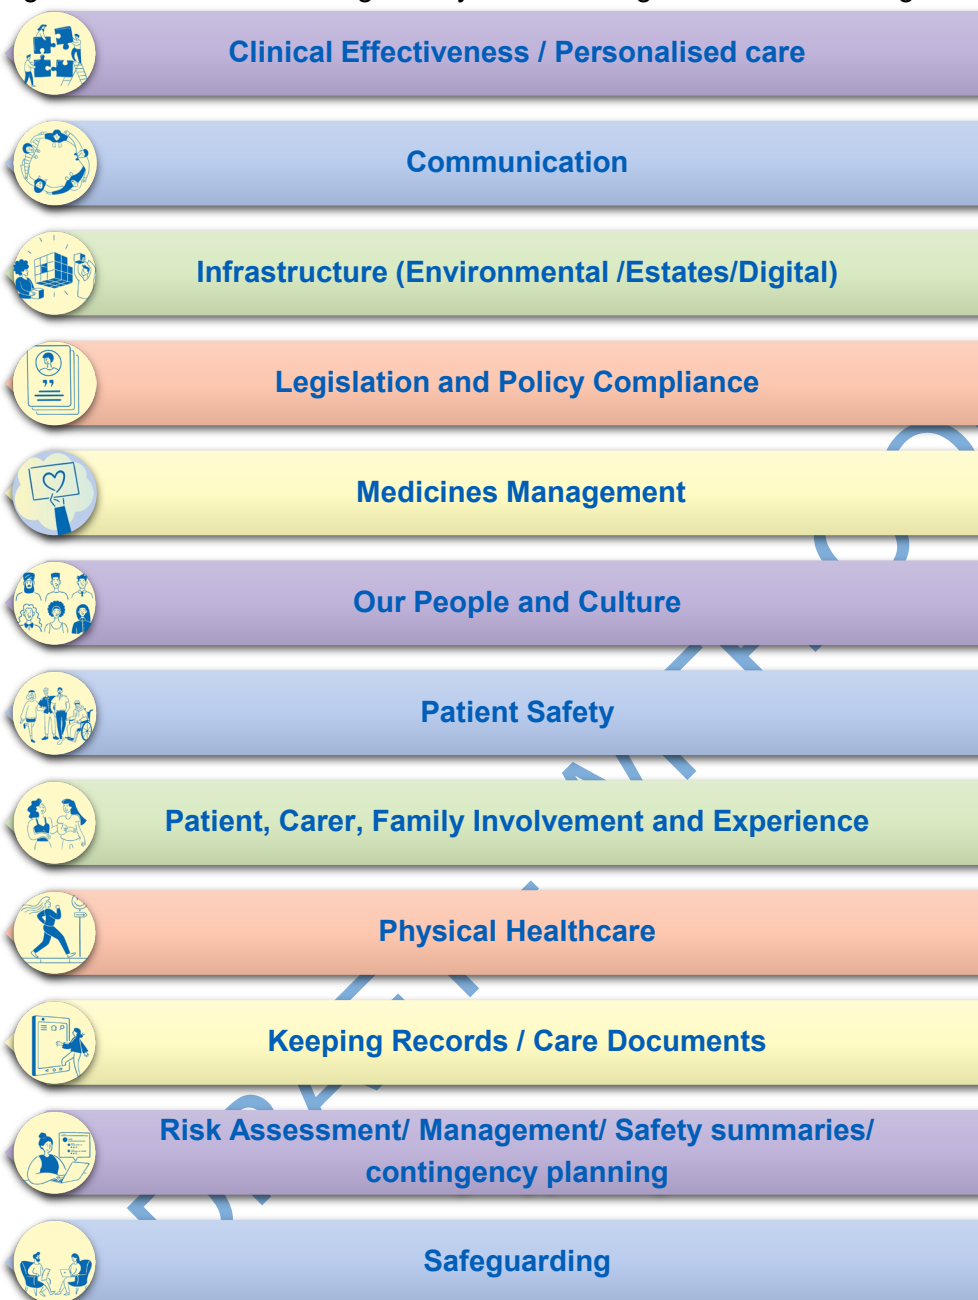 Clinical Effectiveness / Personalised care
Communication
Infrastructure (Environmental /Estates/Digital)
Legislation and Policy Compliance
Medicines Management
Our People and Culture
Patient Safety
Patient, Carer, Family Involvement and Experience
Physical Healthcare
Keeping Records / Care Documents
Risk Assessment/ Management/ Safety summaries/
contingency planning
Safeguarding